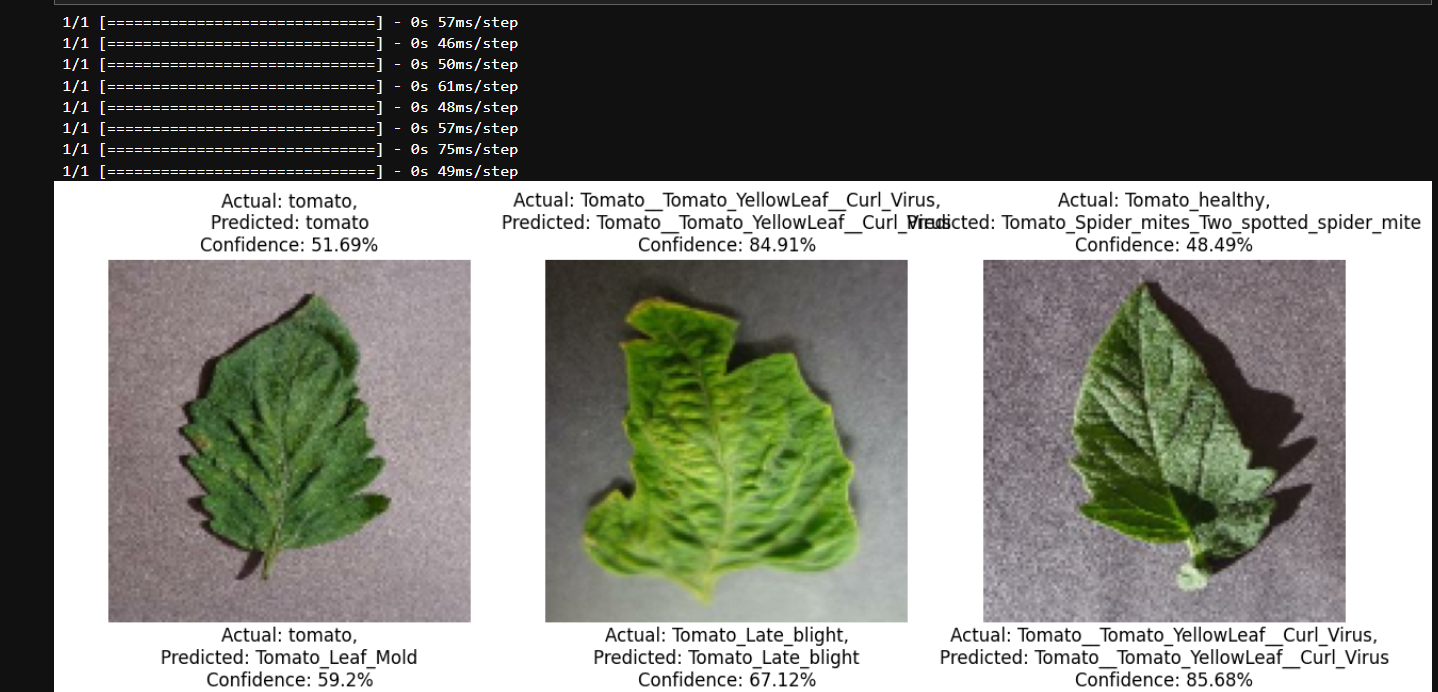 1/1 [==============================] - 0s 57ms/step
1/1 [==============================] - 0s 46ms/step
1/1 [==============================] - 0s 50ms/step
1/1 [==============================] - 0s 61ms/step
1/1 [==============================] - 0s 48ms/step
1/1 [==============================] - 0s 57ms/step
1/1 [==============================] - 0s 75ms/step
1/1 [==============================] - 0s 49ms/step
Actual: tomato,
Predicted: tomato
Confidence: 51.69%
Actual: Tomato__Tomato_YellowLeaf__Curl_Virus,
Predicted: Tomato__Tomato_YellowLeaf__Curl_Virus
Confidence: 84.91%
Actual: Tomato_healthy,
Predicted: Tomato_Spider_mites_Two_spotted_spider_mite
Confidence: 48.49%
Actual: tomato,
Predicted: Tomato_Leaf_Mold
Confidence: 59.2%
Actual: Tomato_Late_blight,
Predicted: Tomato_Late_blight
Confidence: 67.12%
Actual: Tomato__Tomato_YellowLeaf__Curl_Virus,
Predicted: Tomato__Tomato_YellowLeaf__Curl_Virus
Confidence: 85.68%